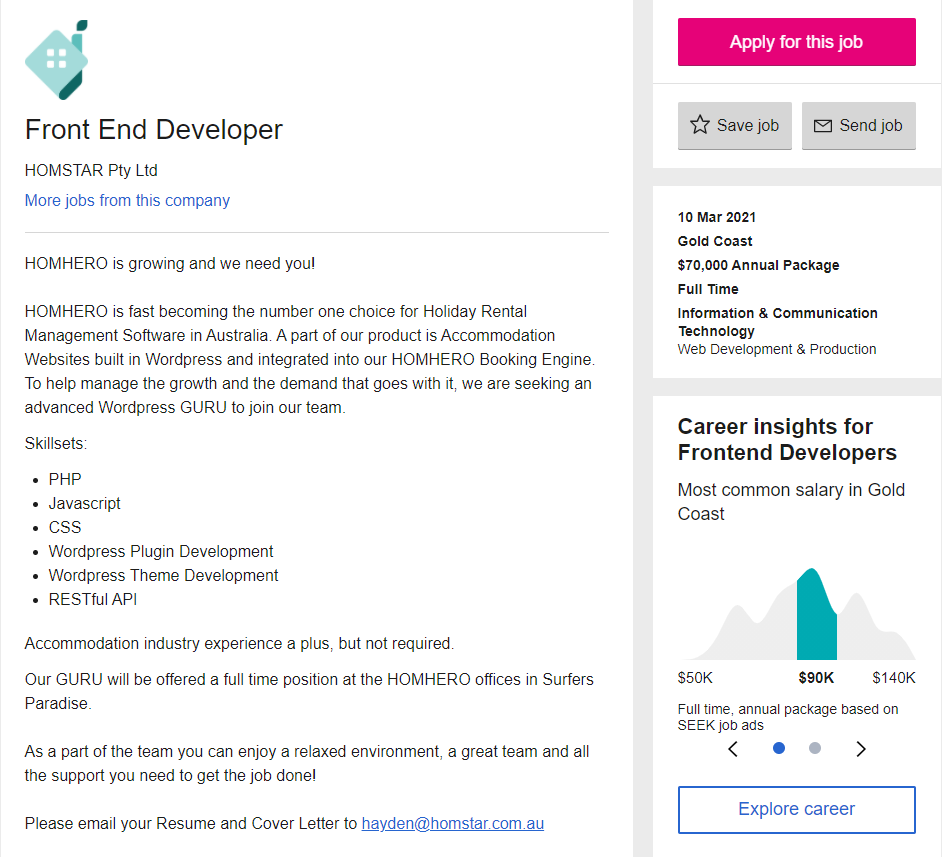 Front End Developer
HOMSTAR Pty Ltd
More jobs from this company
HOMHERO is growing and we need you!
HOMHERO is fast becoming the number one choice for Holiday Rental
Management Software in Australia. A part of our product is Accommodation
Websites built in Wordpress and integrated into our HOMHERO Booking Engine.
To help manage the growth and the demand that goes with it, we are seeking an
advanced Wordpress GURU to join our team.
Skillsets:
• PHP
• Javascript
• CSS
• Wordpress Plugin Development
• Wordpress Theme Development
• RESTful API
Accommodation industry experience a plus, but not required.
Our GURU will be offered a full time position at the HOMHERO offices in Surfers
Paradise.
As a part of the team you can enjoy a relaxed environment, a great team and all
the support you need to get the job done!
Please email your Resume and Cover Letter to hayden@homstar.com.au
Apply for this job
Save job
Send job
10 Mar 2021
Gold Coast
$70,000 Annual Package
Full Time
Information & Communication
Technology
Web Development & Production
Career insights for
Frontend Developers
Most common salary in Gold
Coast
$50K $90K $140K
Full time, annual package based on
SEEK job ads
Explore career